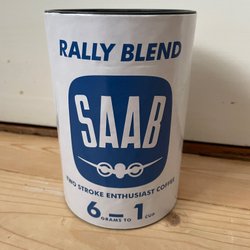 RALLY BLEND
SAAB
TWO STROKE ENTHUSIAST COFFEE
6 — 1
GRAMS TO CUP